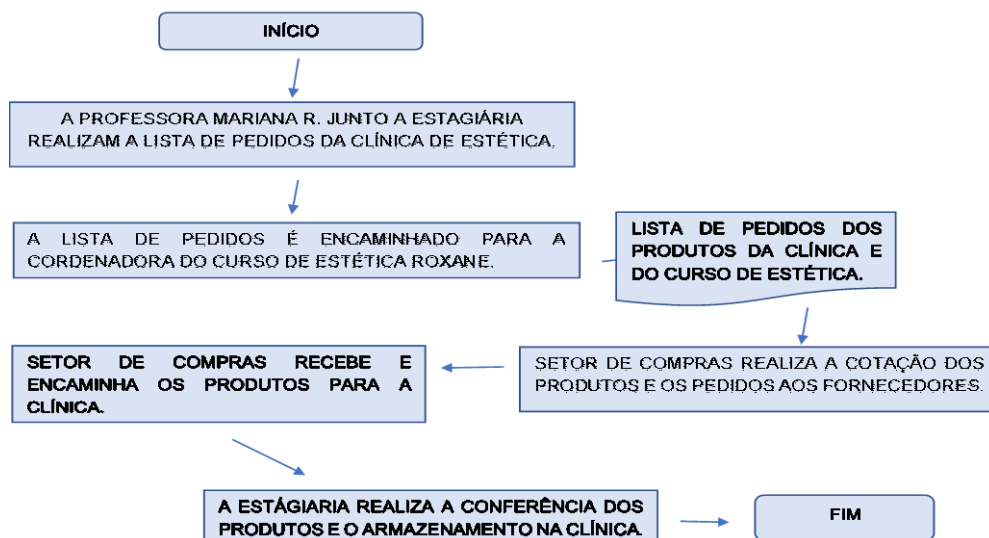 INÍCIO
A PROFESSORA MARIANA R. JUNTO A ESTAGIÁRIA
REALIZAM A LISTA DE PEDIDOS DA CLÍNICA DE ESTÉTICA.
A LISTA DE PEDIDOS É ENCAMINHADO PARA A
CORDENADORA DO CURSO DE ESTÉTICA ROXANE.
LISTA DE PEDIDOS DOS
PRODUTOS DA CLÍNICA E
DO CURSO DE ESTÉTICA.
SETOR DE COMPRAS REALIZA A COTAÇÃO DOS
PRODUTOS E OS PEDIDOS AOS FORNECEDORES.
SETOR DE COMPRAS RECEBE E
ENCAMINHA OS PRODUTOS PARA A
CLÍNICA.
A ESTÁGIARIA REALIZA A CONFERÊNCIA DOS
PRODUTOS E O ARMAZENAMENTO NA CLÍNICA.
FIM